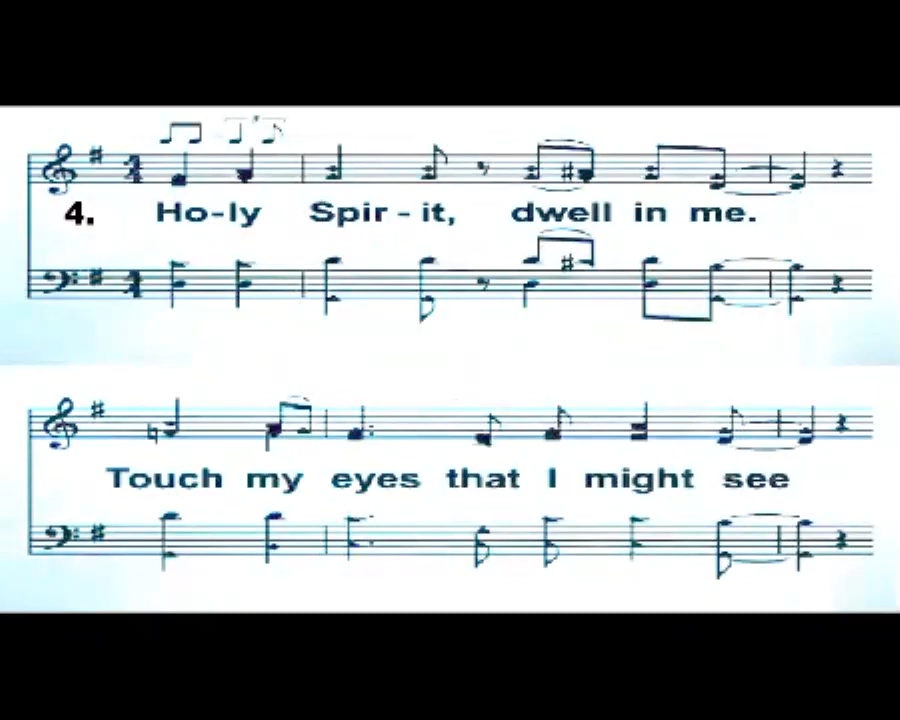 4. Ho-ly Spir-it, dwell in me.
Touch my eyes that I might see